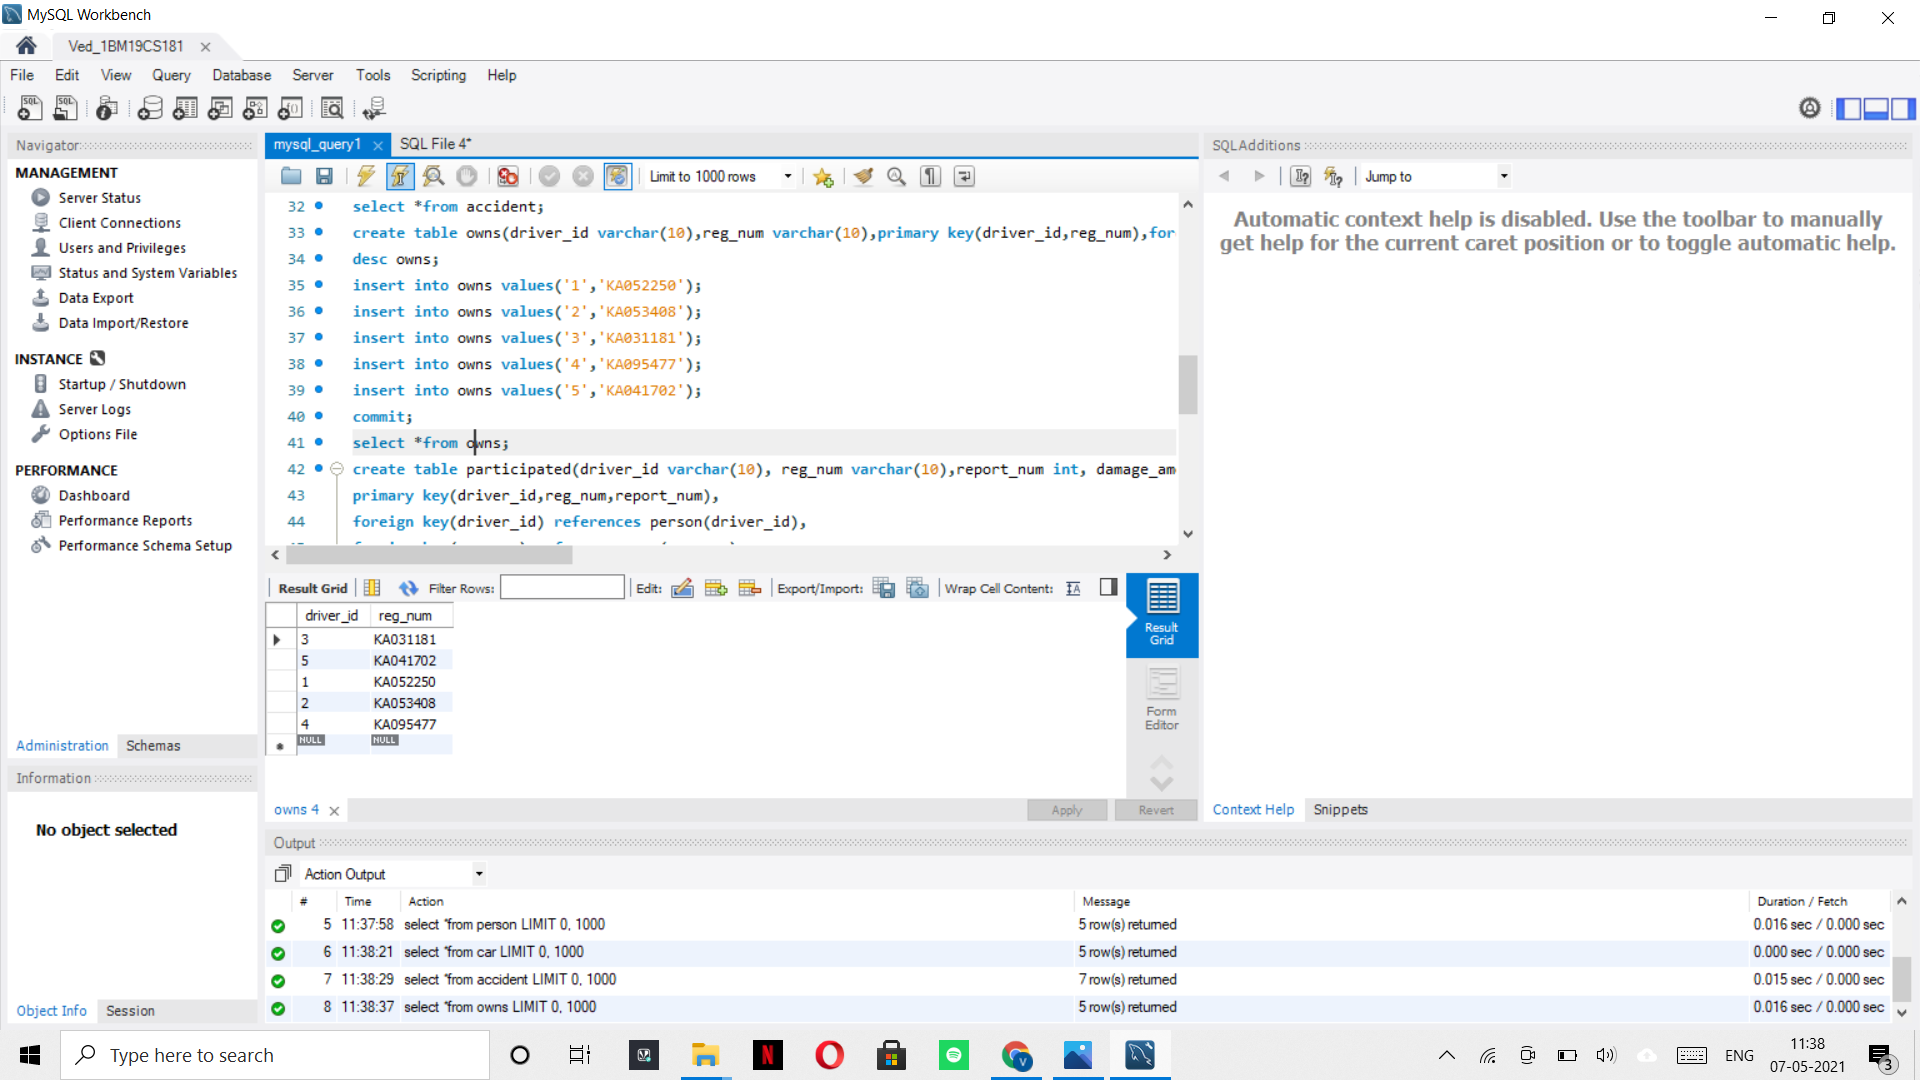 MySQL Workbench
Ved_1BM19CS181
File Edit View Query Database Server Tools Scripting Help
Navigator
MANAGEMENT
Server Status
Client Connections
Users and Privileges
Status and System Variables
Data Export
Data Import/Restore
INSTANCE
Startup / Shutdown
Server Logs
Options File
PERFORMANCE
Dashboard
Performance Reports
Performance Schema Setup
Administration Schemas
Information
No object selected
Object Info Session
mysql_query1 SQL File 4*
Limit to 1000 rows
32 select *from accident;
33 create table owns(driver_id varchar(10),reg_num varchar(10),primary key(driver_id,reg_num),for
34 desc owns;
35 insert into owns values('1','KA052250');
36 insert into owns values('2','KA053408');
37 insert into owns values('3','KA031181');
38 insert into owns values('4','KA095477');
39 insert into owns values('5','KA041702');
40 commit;
41 select *from owns;
42 create table participated(driver_id varchar(10), reg_num varchar(10),report_num int, damage_am
43 primary key(driver_id,reg_num,report_num),
44 foreign key(driver_id) references person(driver_id),
Result Grid Filter Rows: Edit: Export/Import: Wrap Cell Content:
driver_id reg_num
3 KA031181
5 KA041702
1 KA052250
2 KA053408
4 KA095477
NULL NULL
Result
Grid
Form
Editor
owns 4 Apply Revert
SQLAdditions
Jump to
Automatic context help is disabled. Use the toolbar to manually
get help for the current caret position or to toggle automatic help.
Context Help Snippets
Output
Action Output
# Time Action Message Duration / Fetch
5 11:37:58 select *from person LIMIT 0, 1000 5 row(s) returned 0.016 sec / 0.000 sec
6 11:38:21 select *from car LIMIT 0, 1000 5 row(s) returned 0.000 sec / 0.000 sec
7 11:38:29 select *from accident LIMIT 0, 1000 7 row(s) returned 0.015 sec / 0.000 sec
8 11:38:37 select *from owns LIMIT 0, 1000 5 row(s) returned 0.016 sec / 0.000 sec
Type here to search
ENG
11:38
07-05-2021
3